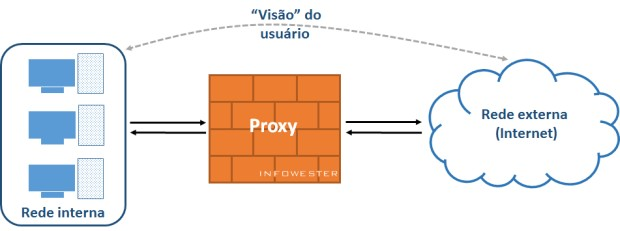 “Visão” do
usuário
Proxy
INFOWESTER
Rede interna
Rede externa
(Internet)